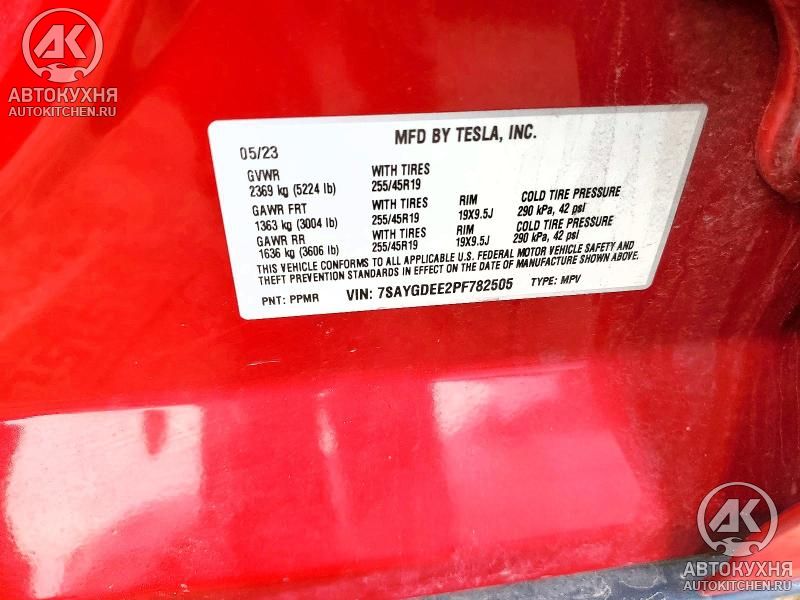 AK
АВТОКУХНЯ
AUTOKITCHEN.RU
MFD BY TESLA, INC.
05/23
GVWR WITH TIRES
2369 kg (5224 lb) 255/45R19
GAWR FRT WITH TIRES RIM COLD TIRE PRESSURE
1363 kg (3004 lb) 255/45R19 19X9.5J 290 kPa, 42 psi
GAWR RR WITH TIRES RIM COLD TIRE PRESSURE
1636 kg (3606 lb) 255/45R19 19X9.5J 290 kPa, 42 psi
THIS VEHICLE CONFORMS TO ALL APPLICABLE U.S. FEDERAL MOTOR VEHICLE SAFETY AND
THEFT PREVENTION STANDARDS IN EFFECT ON THE DATE OF MANUFACTURE SHOWN ABOVE.
PNT: PPMR VIN: 7SAYGDEE2PF782505 TYPE: MPV
AK
АВТОКУХНЯ
AUTOKITCHEN.RU